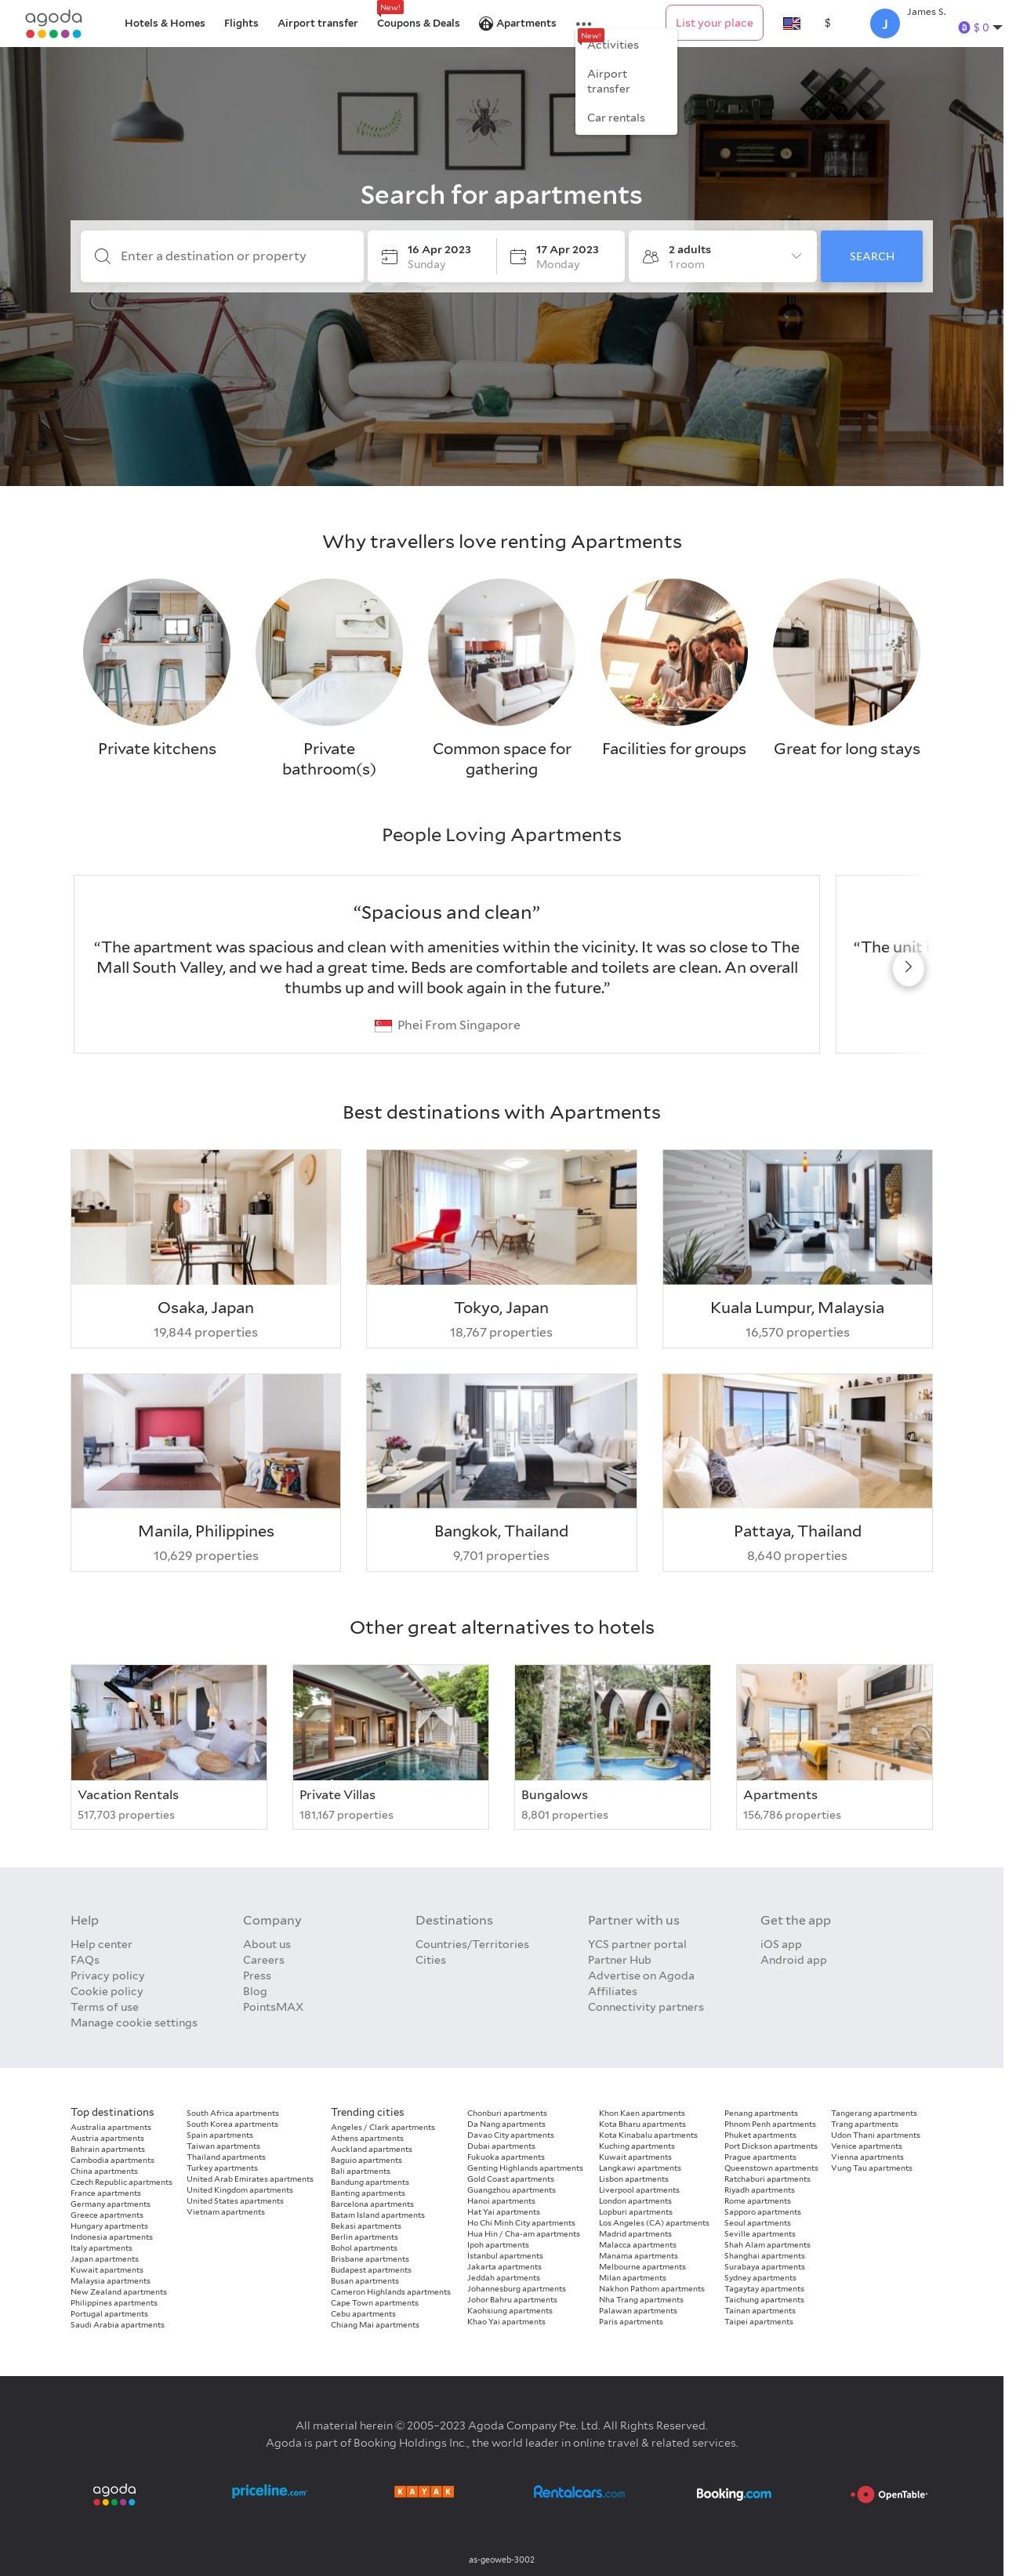 agoda
Hotels & Homes
Flights
Airport transfer
New!
Coupons & Deals
Apartments
List your place
$
J
James S.
$ 0
New!
Activities
Airport
transfer
Car rentals
Search for apartments
Enter a destination or property
16 Apr 2023
Sunday
17 Apr 2023
Monday
2 adults
1 room
SEARCH
Why travellers love renting Apartments
Private kitchens
Private
bathroom(s)
Common space for
gathering
Facilities for groups
Great for long stays
People Loving Apartments
“Spacious and clean”
“The apartment was spacious and clean with amenities within the vicinity. It was so close to The
Mall South Valley, and we had a great time. Beds are comfortable and toilets are clean. An overall
thumbs up and will book again in the future.”
Phei From Singapore
“The unit
Best destinations with Apartments
Osaka, Japan
19,844 properties
Tokyo, Japan
18,767 properties
Kuala Lumpur, Malaysia
16,570 properties
Manila, Philippines
10,629 properties
Bangkok, Thailand
9,701 properties
Pattaya, Thailand
8,640 properties
Other great alternatives to hotels
Vacation Rentals
517,703 properties
Private Villas
181,167 properties
Bungalows
8,801 properties
Apartments
156,786 properties
Help
Help center
FAQs
Privacy policy
Cookie policy
Terms of use
Manage cookie settings
Company
About us
Careers
Press
Blog
PointsMAX
Destinations
Countries/Territories
Cities
Partner with us
YCS partner portal
Partner Hub
Advertise on Agoda
Affiliates
Connectivity partners
Get the app
iOS app
Android app
Top destinations
Australia apartments
Austria apartments
Bahrain apartments
Cambodia apartments
China apartments
Czech Republic apartments
France apartments
Germany apartments
Greece apartments
Hungary apartments
Indonesia apartments
Italy apartments
Japan apartments
Kuwait apartments
Malaysia apartments
New Zealand apartments
Philippines apartments
Portugal apartments
Saudi Arabia apartments
South Africa apartments
South Korea apartments
Spain apartments
Taiwan apartments
Thailand apartments
Turkey apartments
United Arab Emirates apartments
United Kingdom apartments
United States apartments
Vietnam apartments
Trending cities
Angeles / Clark apartments
Athens apartments
Auckland apartments
Baguio apartments
Bali apartments
Bandung apartments
Banting apartments
Barcelona apartments
Batam Island apartments
Bekasi apartments
Berlin apartments
Bohol apartments
Brisbane apartments
Budapest apartments
Busan apartments
Cameron Highlands apartments
Cape Town apartments
Cebu apartments
Chiang Mai apartments
Chonburi apartments
Da Nang apartments
Davao City apartments
Dubai apartments
Fukuoka apartments
Genting Highlands apartments
Gold Coast apartments
Guangzhou apartments
Hanoi apartments
Hat Yai apartments
Ho Chi Minh City apartments
Hua Hin / Cha-am apartments
Ipoh apartments
İstanbul apartments
Jakarta apartments
Jeddah apartments
Johannesburg apartments
Johor Bahru apartments
Kaohsiung apartments
Khao Yai apartments
Khon Kaen apartments
Kota Bharu apartments
Kota Kinabalu apartments
Kuching apartments
Kuwait apartments
Langkawi apartments
Lisbon apartments
Liverpool apartments
London apartments
Lopburi apartments
Los Angeles (CA) apartments
Madrid apartments
Malacca apartments
Manama apartments
Melbourne apartments
Milan apartments
Nakhon Pathom apartments
Nha Trang apartments
Palawan apartments
Paris apartments
Penang apartments
Phnom Penh apartments
Phuket apartments
Port Dickson apartments
Prague apartments
Queenstown apartments
Ratchaburi apartments
Riyadh apartments
Rome apartments
Sapporo apartments
Seoul apartments
Seville apartments
Shah Alam apartments
Shanghai apartments
Surabaya apartments
Sydney apartments
Tagaytay apartments
Taichung apartments
Tainan apartments
Taipei apartments
Tangerang apartments
Trang apartments
Udon Thani apartments
Venice apartments
Vienna apartments
Vung Tau apartments
All material herein © 2005–2023 Agoda Company Pte. Ltd. All Rights Reserved.
Agoda is part of Booking Holdings Inc., the world leader in online travel & related services.
agoda
priceline.com
KAYAK
Rentalcars.com
Booking.com
OpenTable
as-geoweb-3002